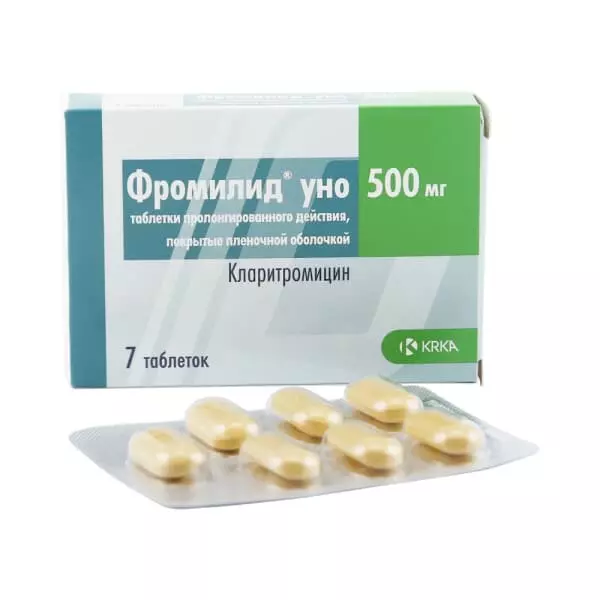 Фромилид® уно 500 мг
таблетки пролонгированного действия,
покрытые пленочной оболочкой
Кларитромицин
7 таблеток
KRKA